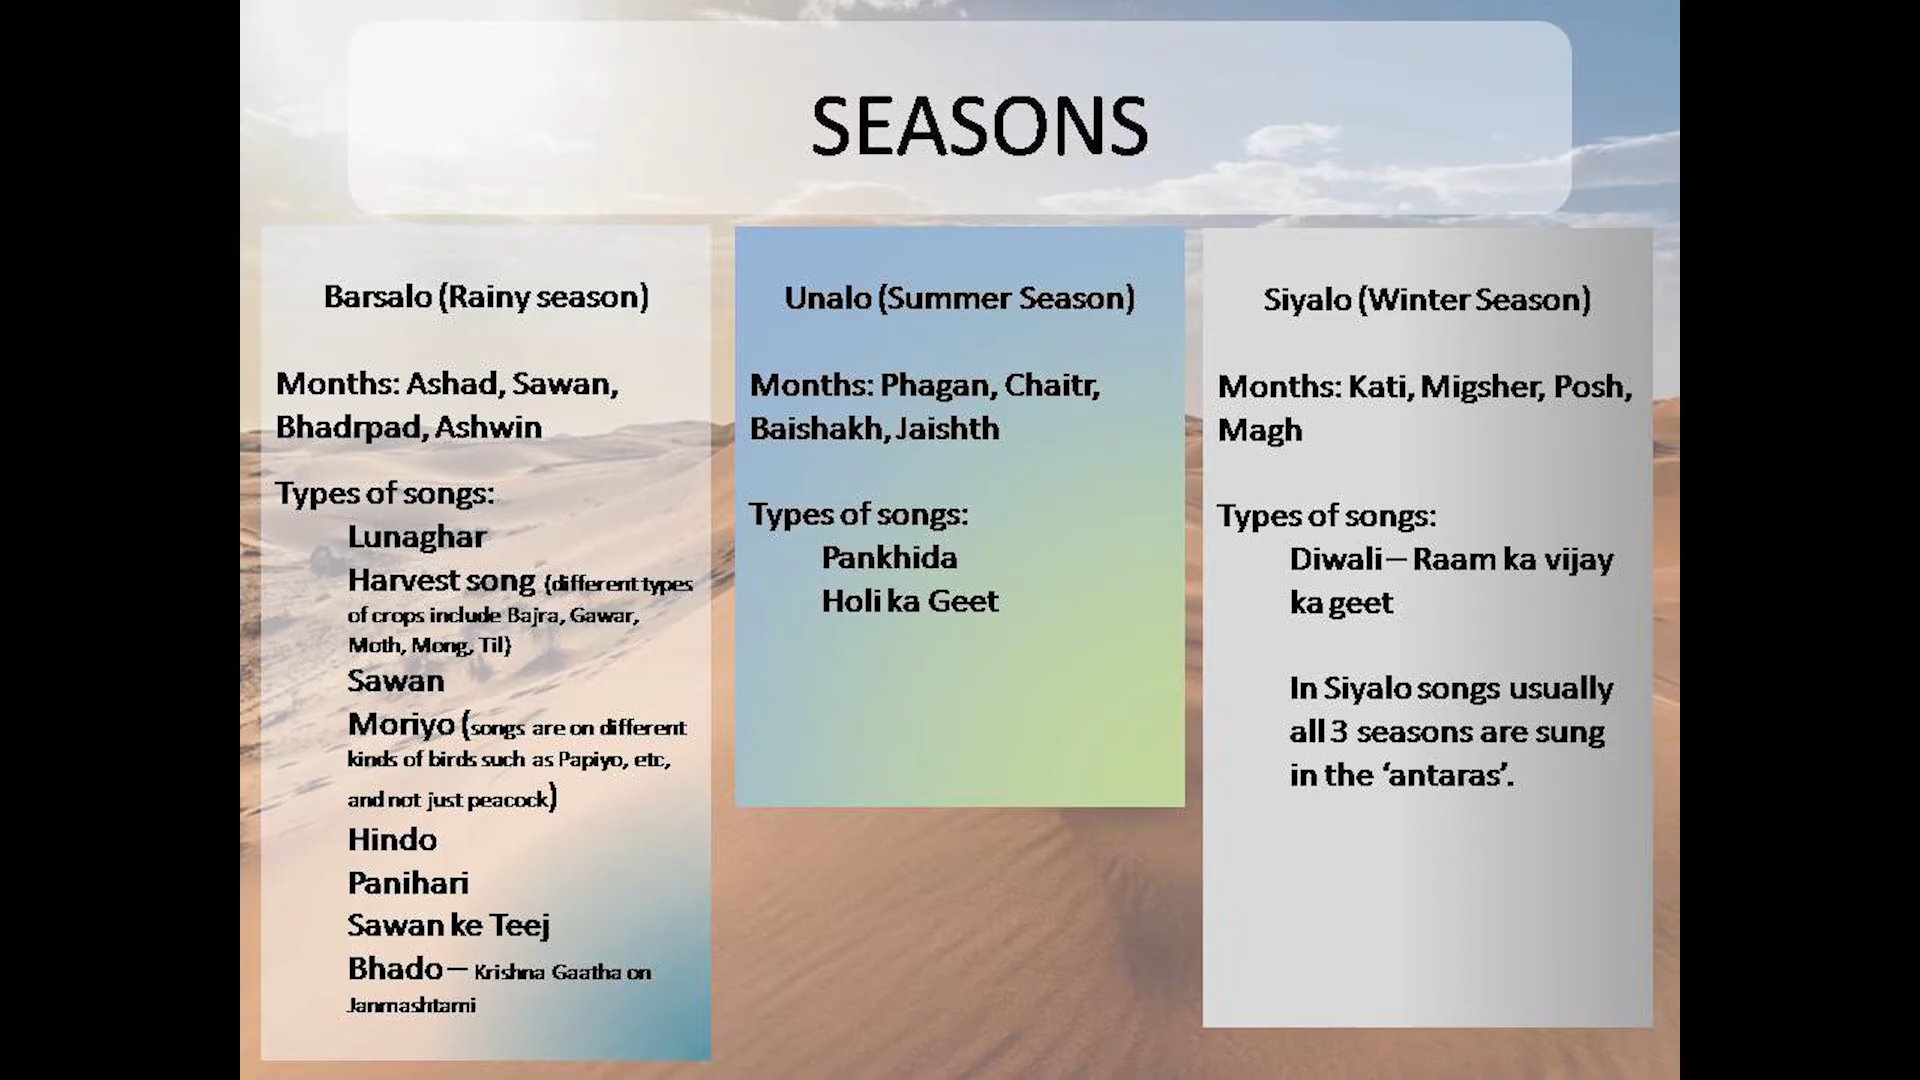 SEASONS
Barsalo (Rainy season)
Months: Ashad, Sawan,
Bhadrpad, Ashwin
Types of songs:
Lunaghar
Harvest song (different types
of crops include Bajra, Gawar,
Moth, Mong, Til)
Sawan
Moriyo (songs are on different
kinds of birds such as Papiyo, etc,
and not just peacock)
Hindo
Panihari
Sawan ke Teej
Bhado – Krishna Gaatha on
Janmashtami
Unalo (Summer Season)
Months: Phagan, Chaitr,
Baishakh, Jaishth
Types of songs:
Pankhida
Holi ka Geet
Siyalo (Winter Season)
Months: Kati, Migsher, Posh,
Magh
Types of songs:
Diwali – Raam ka vijay
ka geet
In Siyalo songs usually
all 3 seasons are sung
in the ‘antaras’.